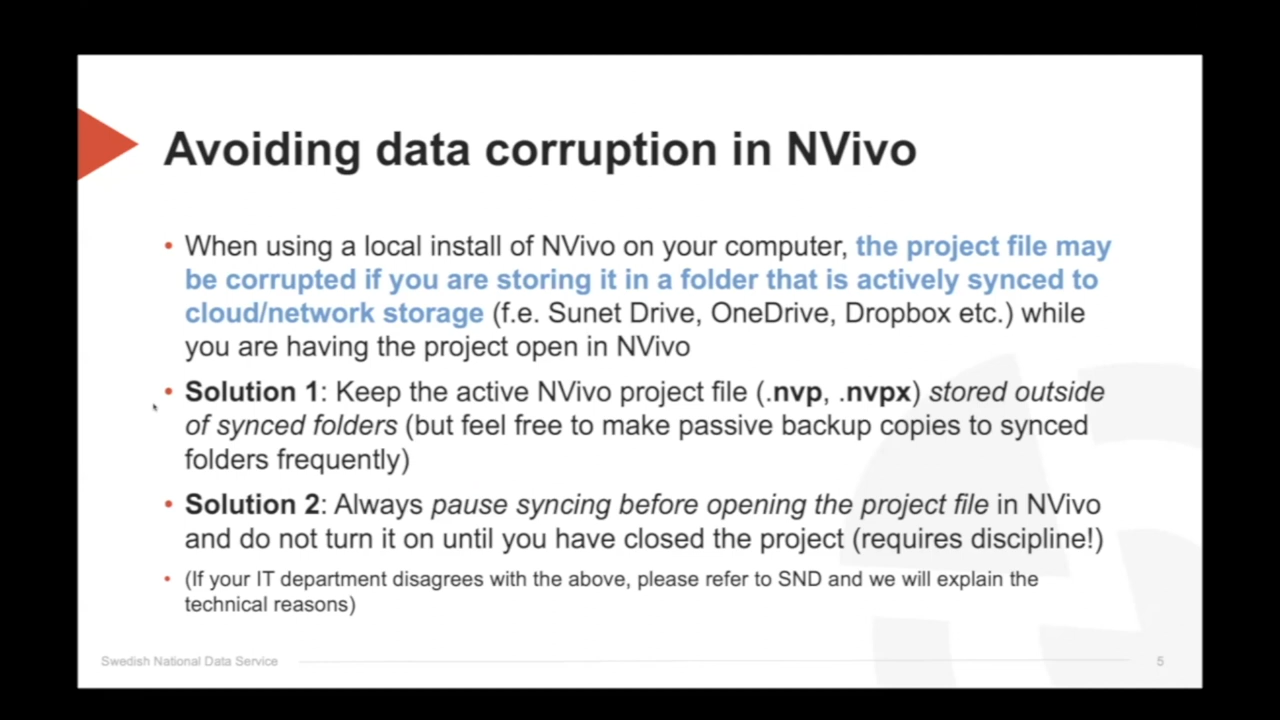 Avoiding data corruption in NVivo
• When using a local install of NVivo on your computer, the project file may
be corrupted if you are storing it in a folder that is actively synced to
cloud/network storage (f.e. Sunet Drive, OneDrive, Dropbox etc.) while
you are having the project open in NVivo
• Solution 1: Keep the active NVivo project file (.nvp, .nvpx) stored outside
of synced folders (but feel free to make passive backup copies to synced
folders frequently)
• Solution 2: Always pause syncing before opening the project file in NVivo
and do not turn it on until you have closed the project (requires discipline!)
• (If your IT department disagrees with the above, please refer to SND and we will explain the
technical reasons)
Swedish National Data Service
5